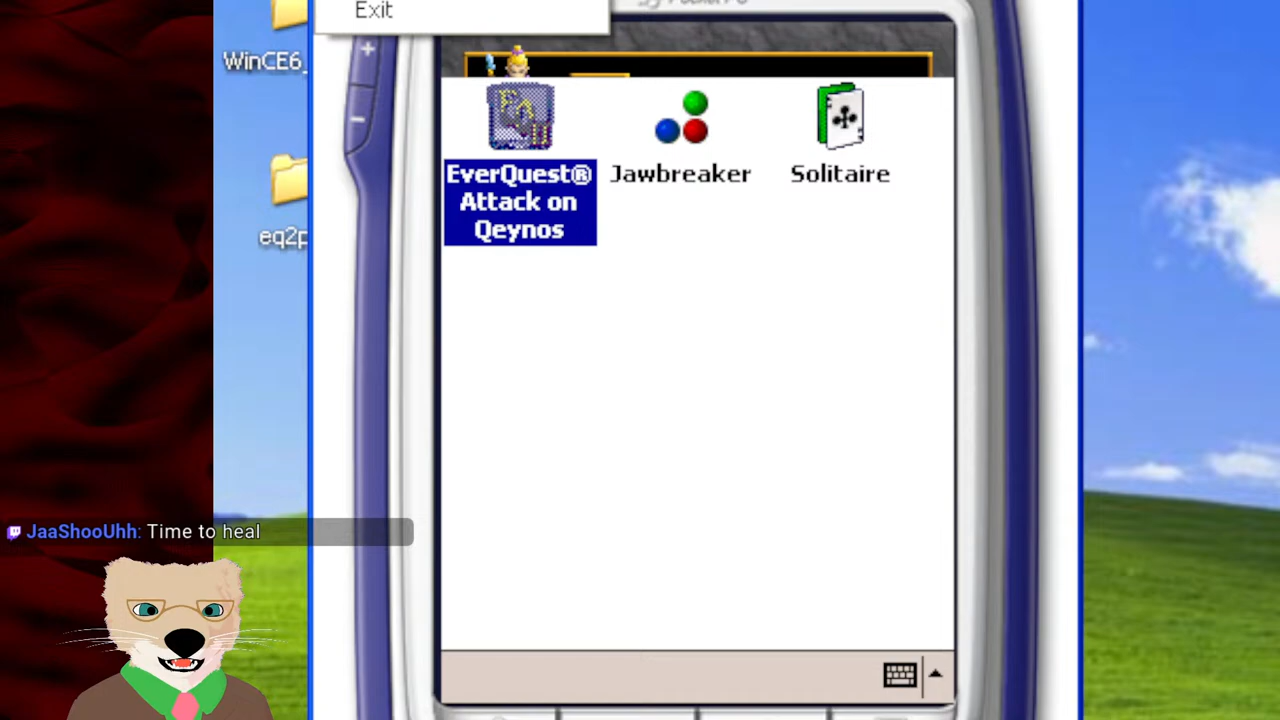 Exit
WinCE6_
EverQuest®
Attack on
Qeynos
Jawbreaker
Solitaire
eq2p
JaaShooUhh: Time to heal